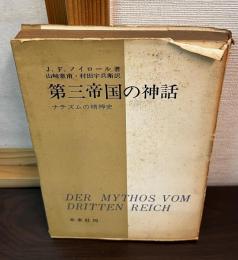 J.F.ノイロール著
山崎章甫・村田宇兵衛訳
第三帝国の神話
ナチズムの精神史
DER MYTHOS VOM
DRITTEN REICH
未来社刊